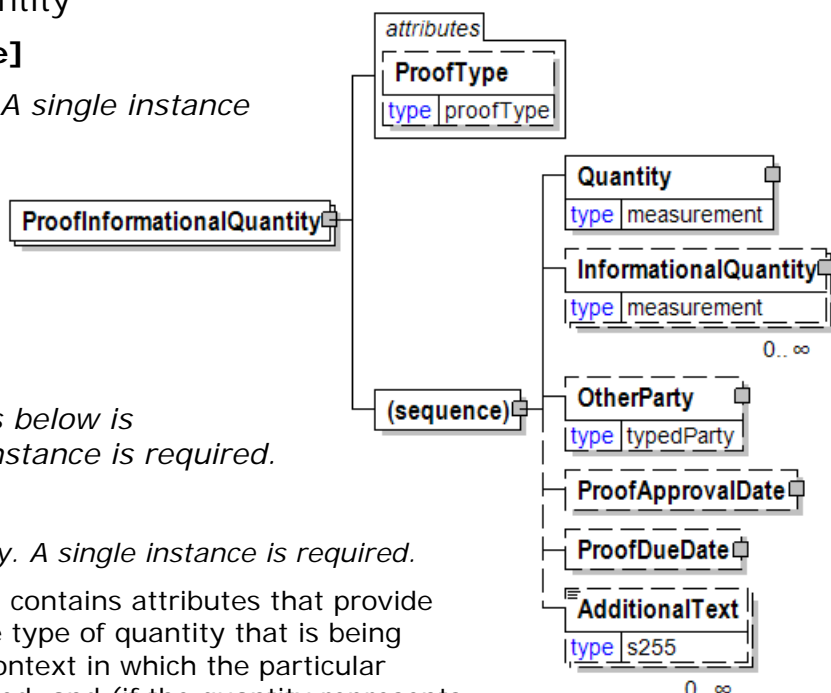 attributes
ProofType
type proofType
A single instance
ProofInformationalQuantity
Quantity
type measurement
InformationalQuantity
type measurement
0.. ∞
(sequence)
OtherParty
type typedParty
s below is
nstance is required.
ProofApprovalDate
ProofDueDate
y. A single instance is required.
contains attributes that provide
e type of quantity that is being
ontext in which the particular
AdditionalText
type s255
0.. ∞